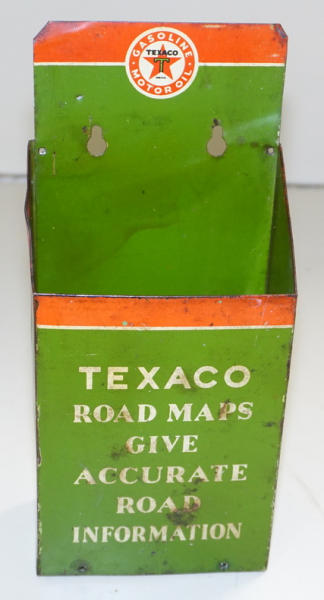 GASOLINE
TEXACO
T
MOTOR OIL
TEXACO
ROAD MAPS
GIVE
ACCURATE
ROAD
INFORMATION